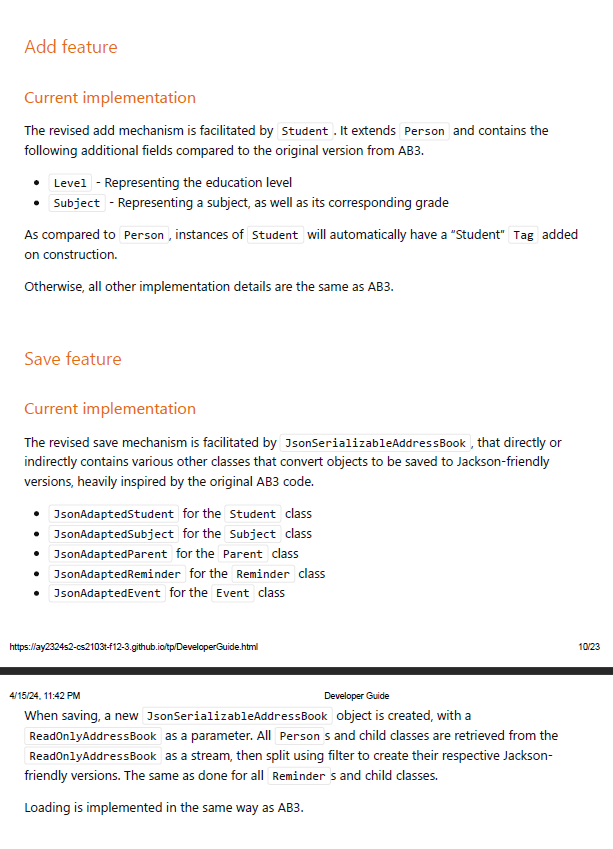 Add feature
Current implementation
The revised add mechanism is facilitated by Student . It extends Person and contains the
following additional fields compared to the original version from AB3.
• Level - Representing the education level
• Subject - Representing a subject, as well as its corresponding grade
As compared to Person , instances of Student will automatically have a “Student” Tag added
on construction.
Otherwise, all other implementation details are the same as AB3.
Save feature
Current implementation
The revised save mechanism is facilitated by JsonSerializableAddressBook , that directly or
indirectly contains various other classes that convert objects to be saved to Jackson-friendly
versions, heavily inspired by the original AB3 code.
• JsonAdaptedStudent for the Student class
• JsonAdaptedSubject for the Subject class
• JsonAdaptedParent for the Parent class
• JsonAdaptedReminder for the Reminder class
• JsonAdaptedEvent for the Event class
https://ay2324s2-cs2103t-f12-3.github.io/tp/DeveloperGuide.html 10/23
4/15/24, 11:42 PM Developer Guide
When saving, a new JsonSerializableAddressBook object is created, with a
ReadOnlyAddressBook as a parameter. All Person s and child classes are retrieved from the
ReadOnlyAddressBook as a stream, then split using filter to create their respective Jackson-
friendly versions. The same as done for all Reminder s and child classes.
Loading is implemented in the same way as AB3.